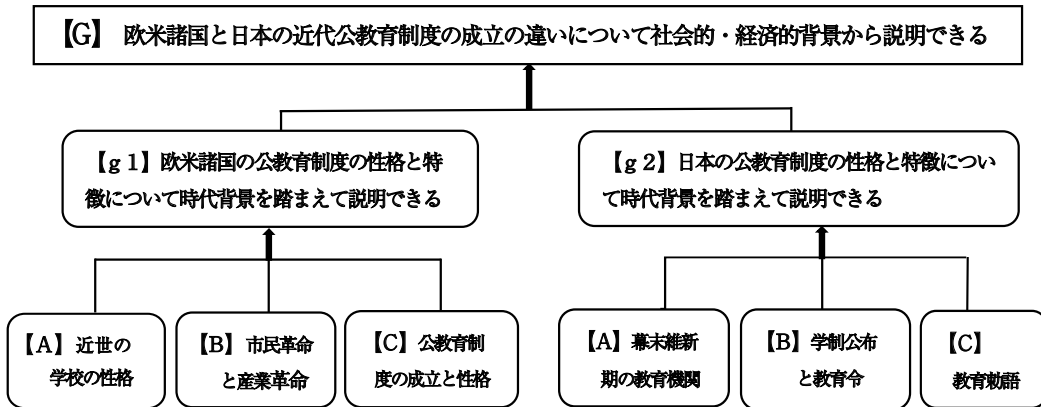 【G】 欧米諸国と日本の近代公教育制度の成立の違いについて社会的・経済的背景から説明できる
【g 1】欧米諸国の公教育制度の性格と特
徴について時代背景を踏まえて説明できる
【g 2】日本の公教育制度の性格と特徴につい
て時代背景を踏まえて説明できる
【A】近世の
学校の性格
【B】市民革命
と産業革命
【C】公教育制
度の成立と性格
【A】幕末維新
期の教育機関
【B】学制公布
と教育令
【C】
教育勅語